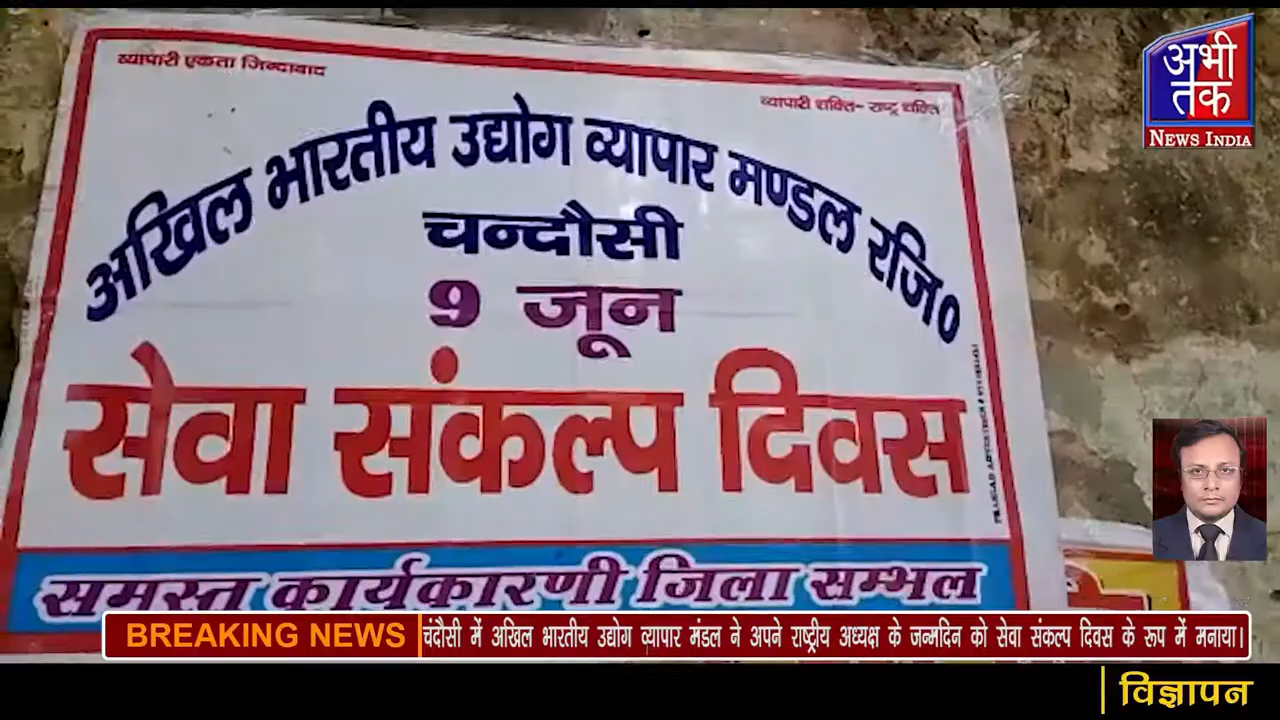 व्यापारी एकता जिन्दाबाद
व्यापारी शक्ति- राष्ट्र शक्ति
अखिल भारतीय उद्योग व्यापार मण्डल रजि०
चन्दौसी
9 जून
सेवा संकल्प दिवस
समस्त कार्यकारणी जिला सम्भल
अभी
तक
NEWS INDIA
BREAKING NEWS
चंदौसी में अखिल भारतीय उद्योग व्यापार मंडल ने अपने राष्ट्रीय अध्यक्ष के जन्मदिन को सेवा संकल्प दिवस के रूप में मनाया।
विज्ञापन